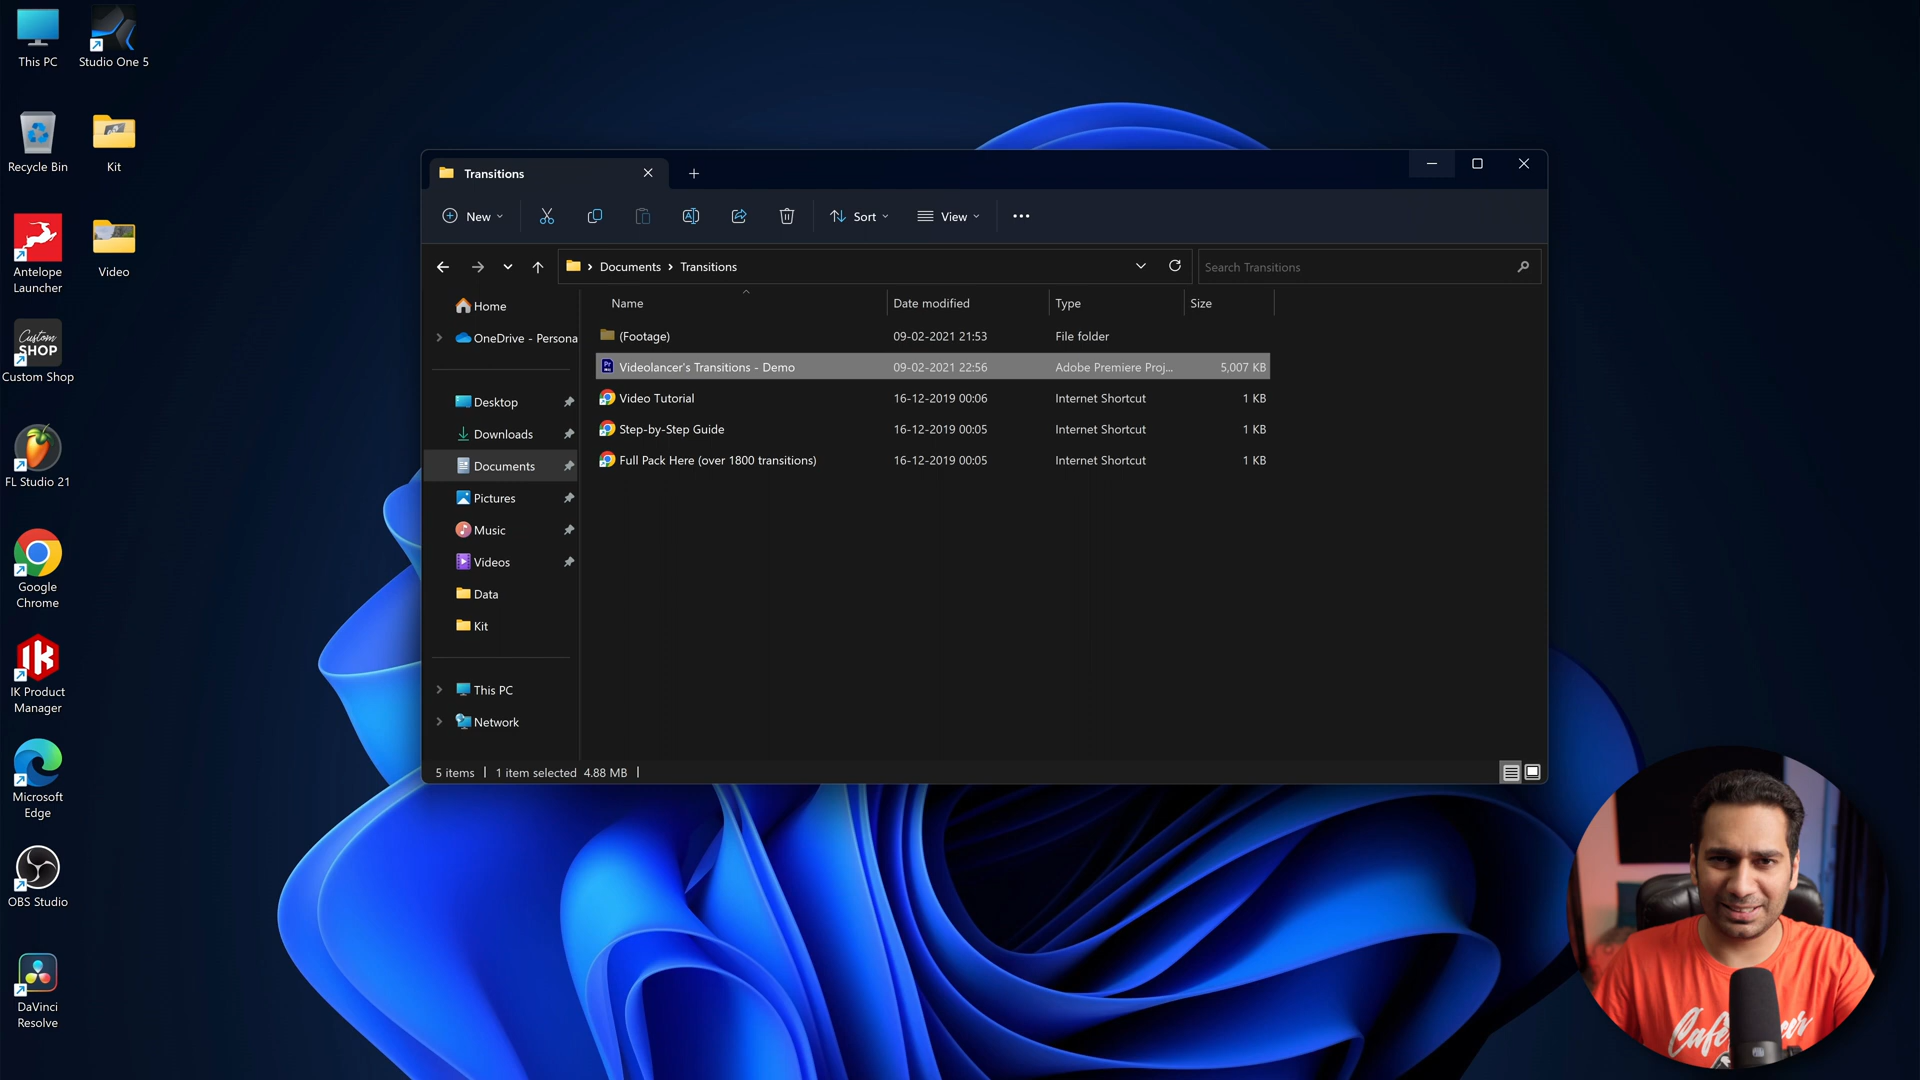 This PC
Studio One 5
Recycle Bin
Kit
Antelope
Launcher
Video
Custom
SHOP
Custom Shop
FL Studio 21
Google
Chrome
IK Product
Manager
Microsoft
Edge
OBS Studio
DaVinci
Resolve
Transitions
New
Sort
View
Documents
Transitions
Search Transitions
Home
OneDrive - Persona
Desktop
Downloads
Documents
Pictures
Music
Videos
Data
Kit
This PC
Network
Name Date modified Type Size
(Footage) 09-02-2021 21:53 File folder
Videolancer's Transitions - Demo 09-02-2021 22:56 Adobe Premiere Proj... 5,007 KB
Video Tutorial 16-12-2019 00:06 Internet Shortcut 1 KB
Step-by-Step Guide 16-12-2019 00:05 Internet Shortcut 1 KB
Full Pack Here (over 1800 transitions) 16-12-2019 00:05 Internet Shortcut 1 KB
5 items 1 item selected 4.88 MB